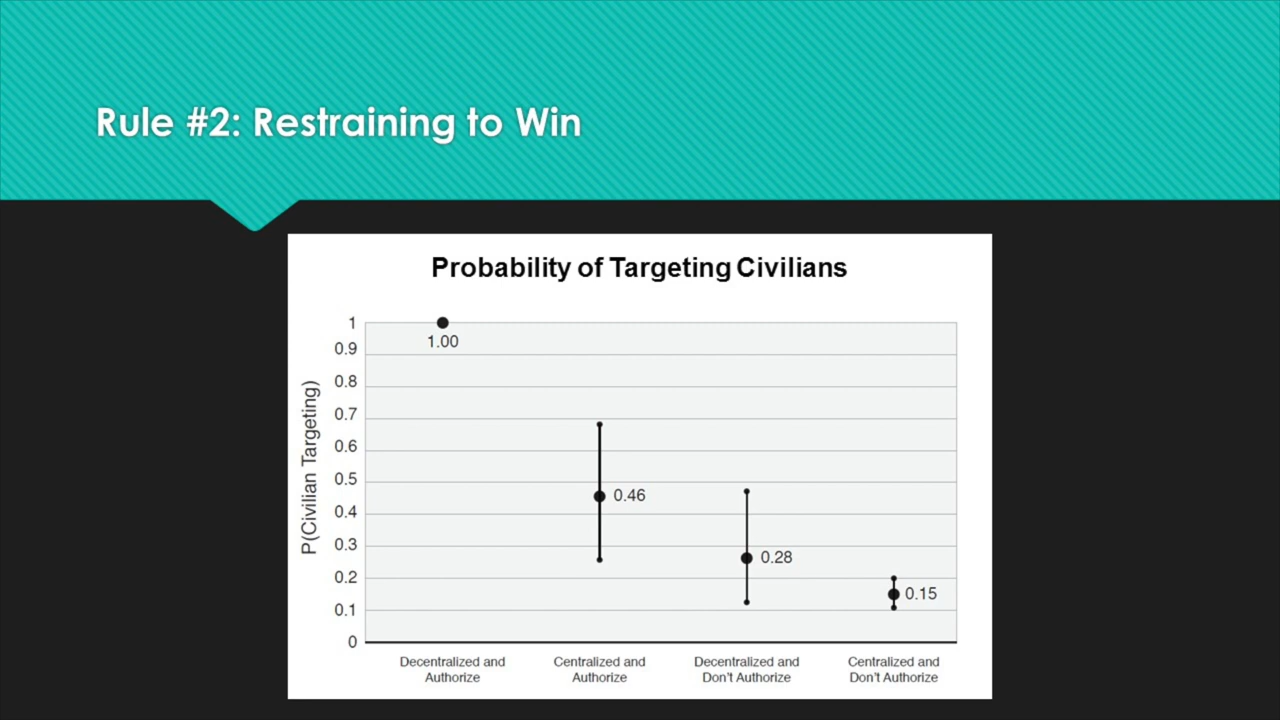 Rule #2: Restraining to Win
Probability of Targeting Civilians
P(Civilian Targeting)
1
0.9
0.8
0.7
0.6
0.5
0.4
0.3
0.2
0.1
0
1.00
0.46
0.28
0.15
Decentralized and
Authorize
Centralized and
Authorize
Decentralized and
Don't Authorize
Centralized and
Don't Authorize